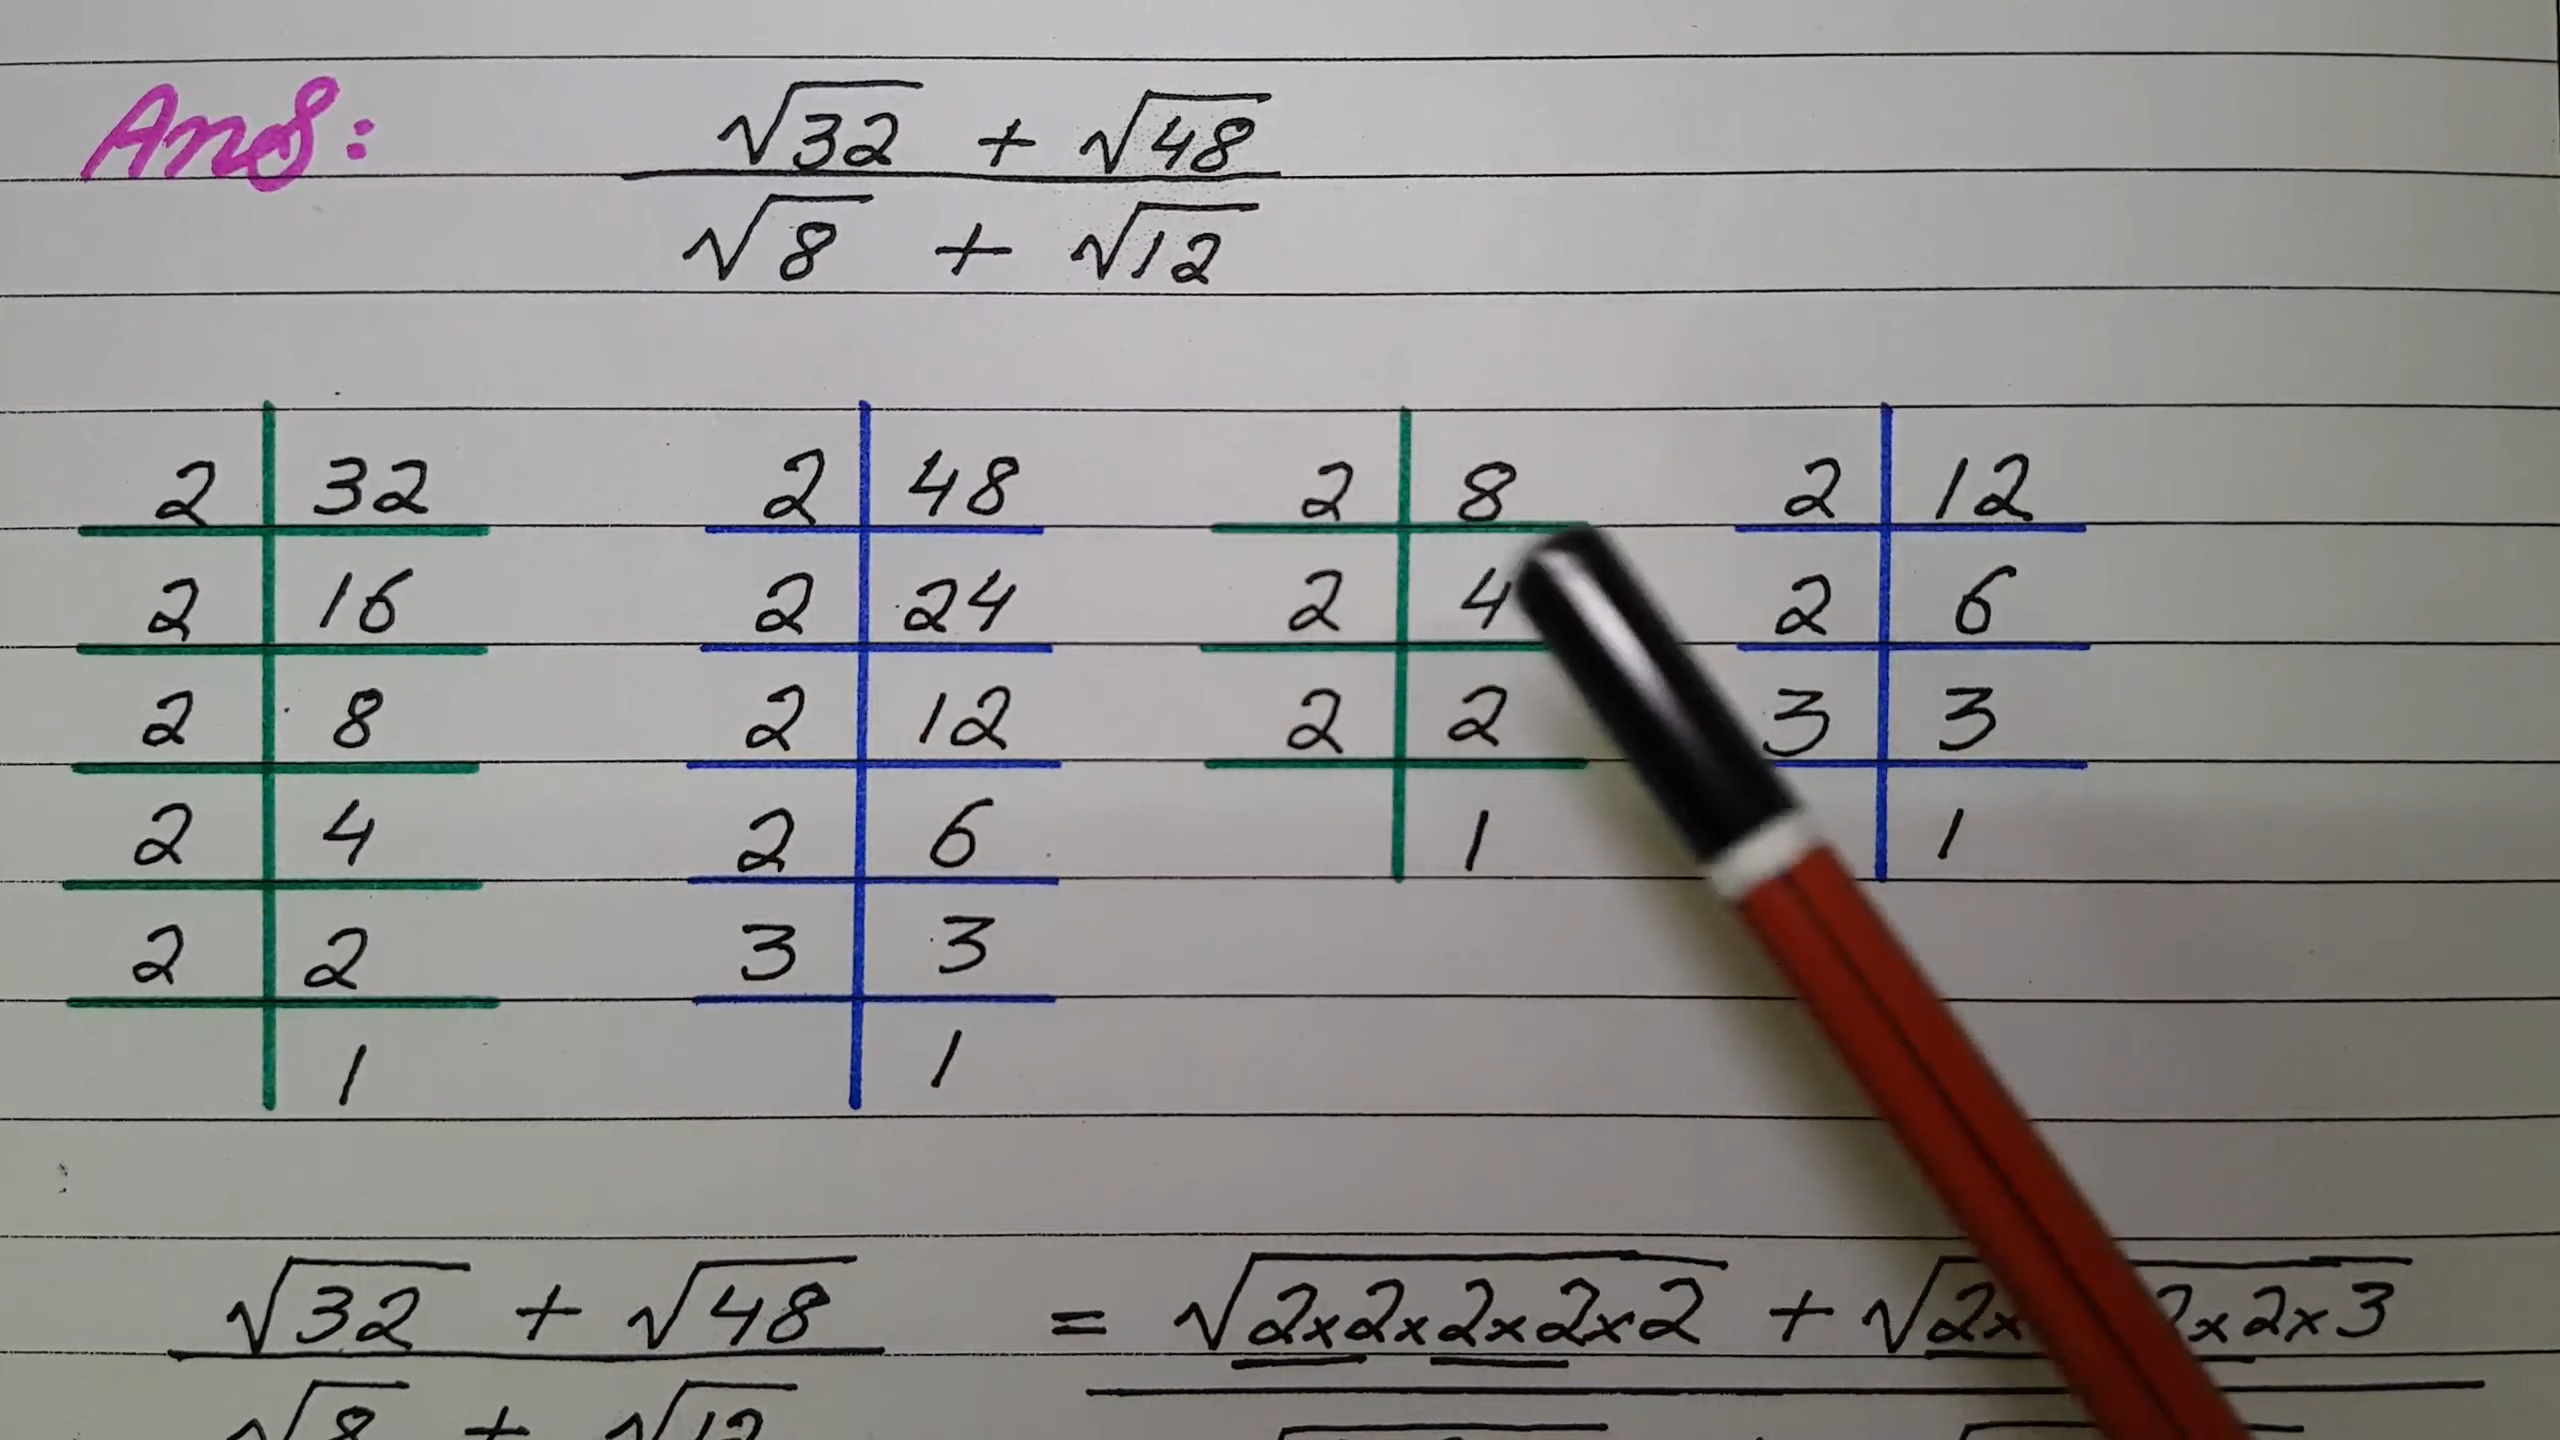 Ans: √32 + √48
√8 + √12
2 | 32 2 | 48 2 | 8 2 | 12
2 | 16 2 | 24 2 | 4 2 | 6
2 | 8 2 | 12 2 | 2 3 | 3
2 | 4 2 | 6 1 1
2 | 2 3 | 3
1 1
√32 + √48 = √2×2×2×2×2 + √2× 2×2×3
√8 + √12